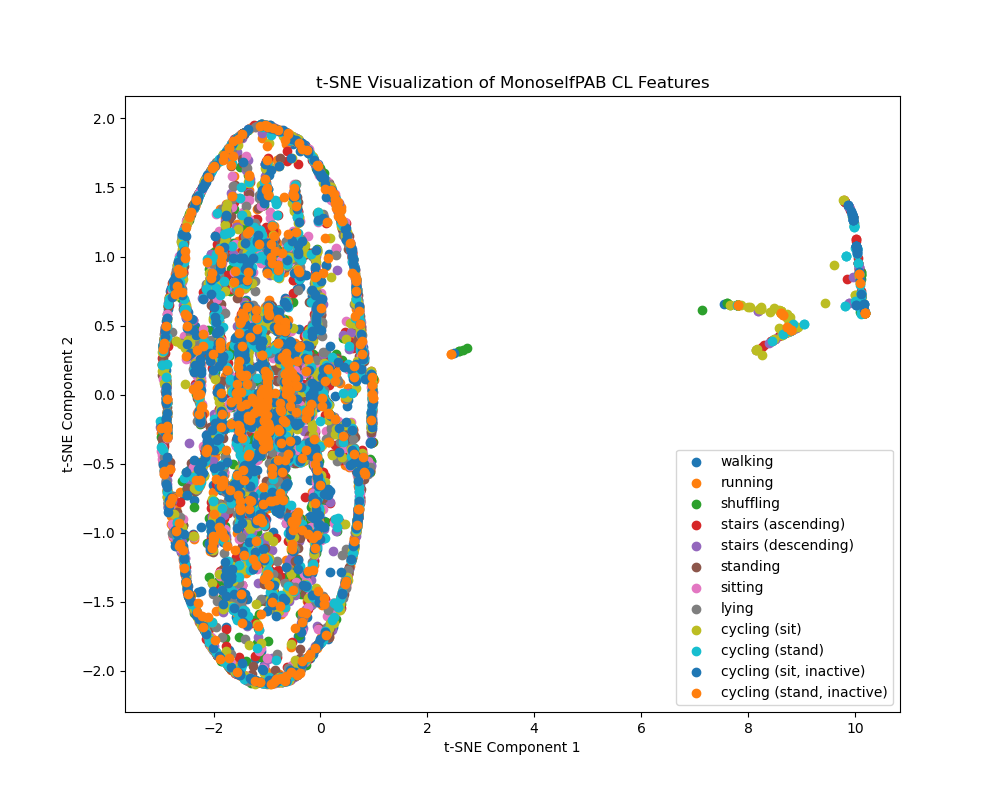 t-SNE Visualization of MonoselfPAB CL Features
t-SNE Component 2
2.0
1.5
1.0
0.5
0.0
−0.5
−1.0
−1.5
−2.0
walking
running
shuffling
stairs (ascending)
stairs (descending)
standing
sitting
lying
cycling (sit)
cycling (stand)
cycling (sit, inactive)
cycling (stand, inactive)
−2 0 2 4 6 8 10
t-SNE Component 1